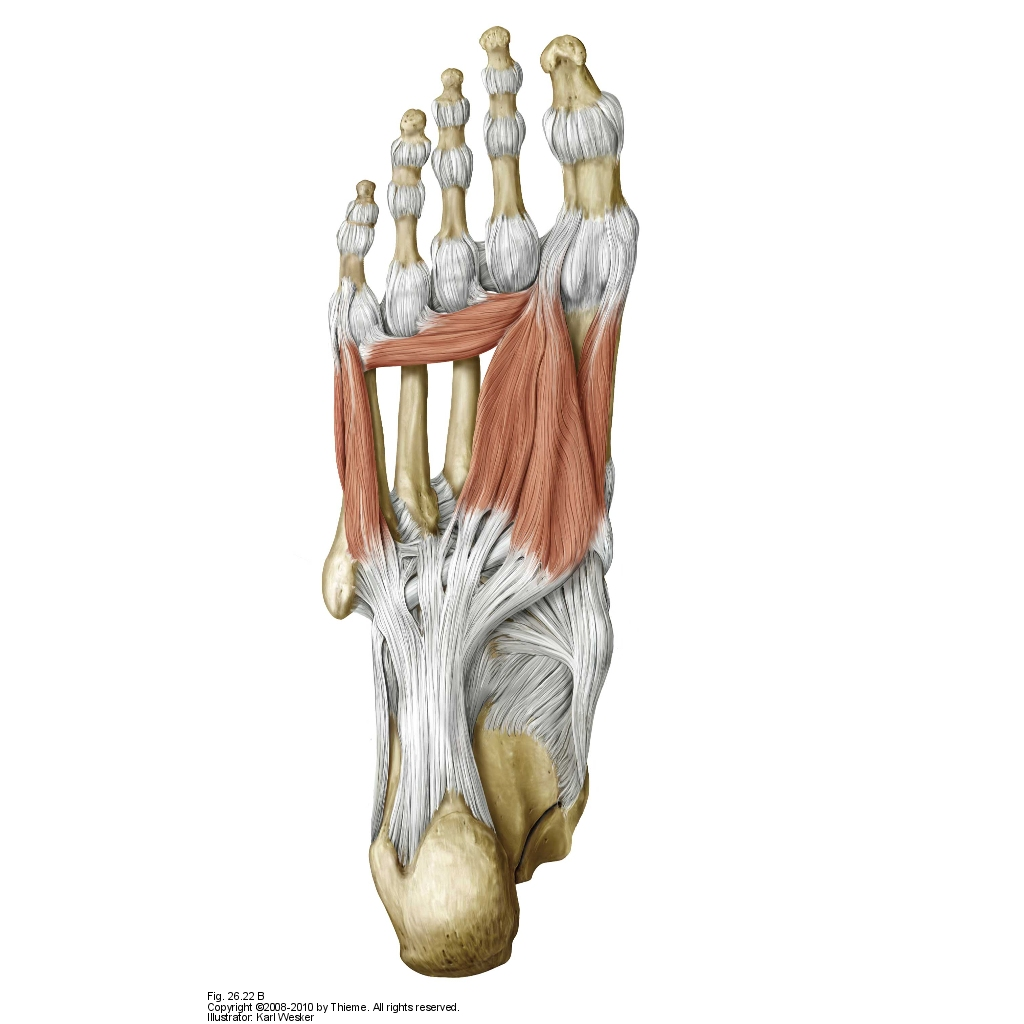 Fig. 26.22 B
Copyright ©2008-2010 by Thieme. All rights reserved.
Illustrator: Karl Wesker